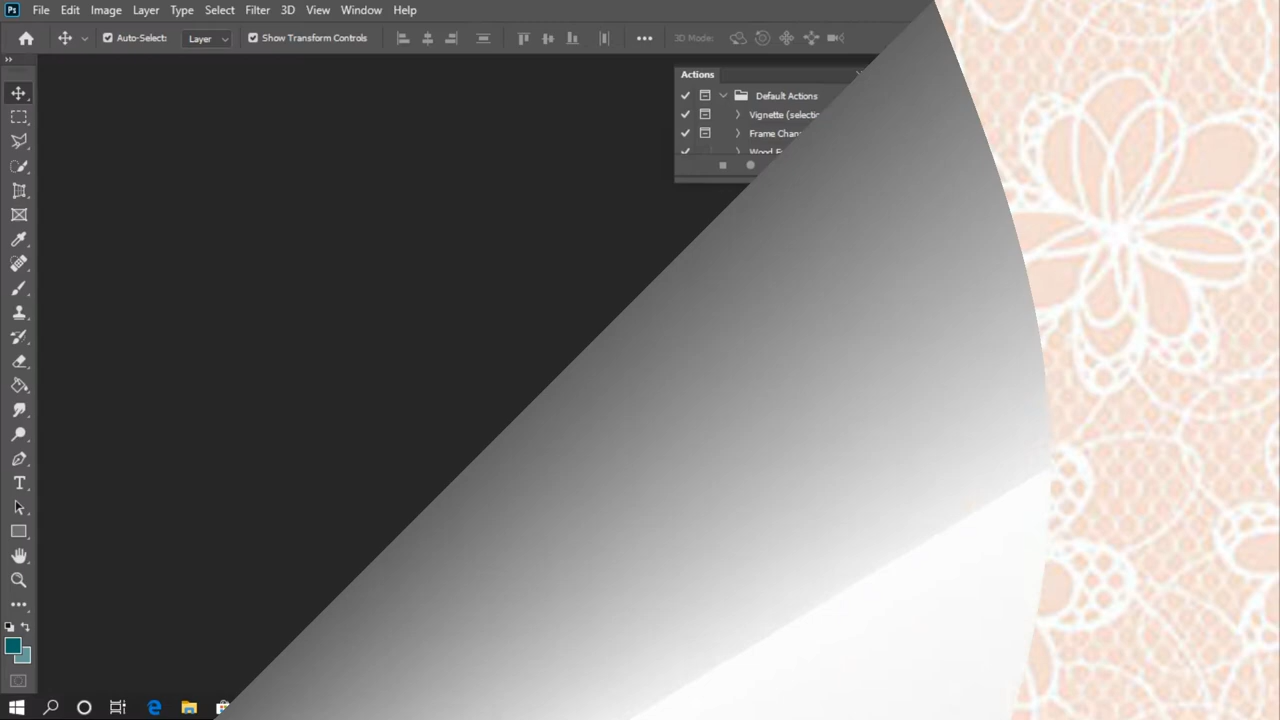 Ps File Edit Image Layer Type Select Filter 3D View Window Help
Auto-Select: Layer Show Transform Controls 3D Mode:
Actions
Default Actions
Vignette (selectio
Frame Chan
Wood F
T